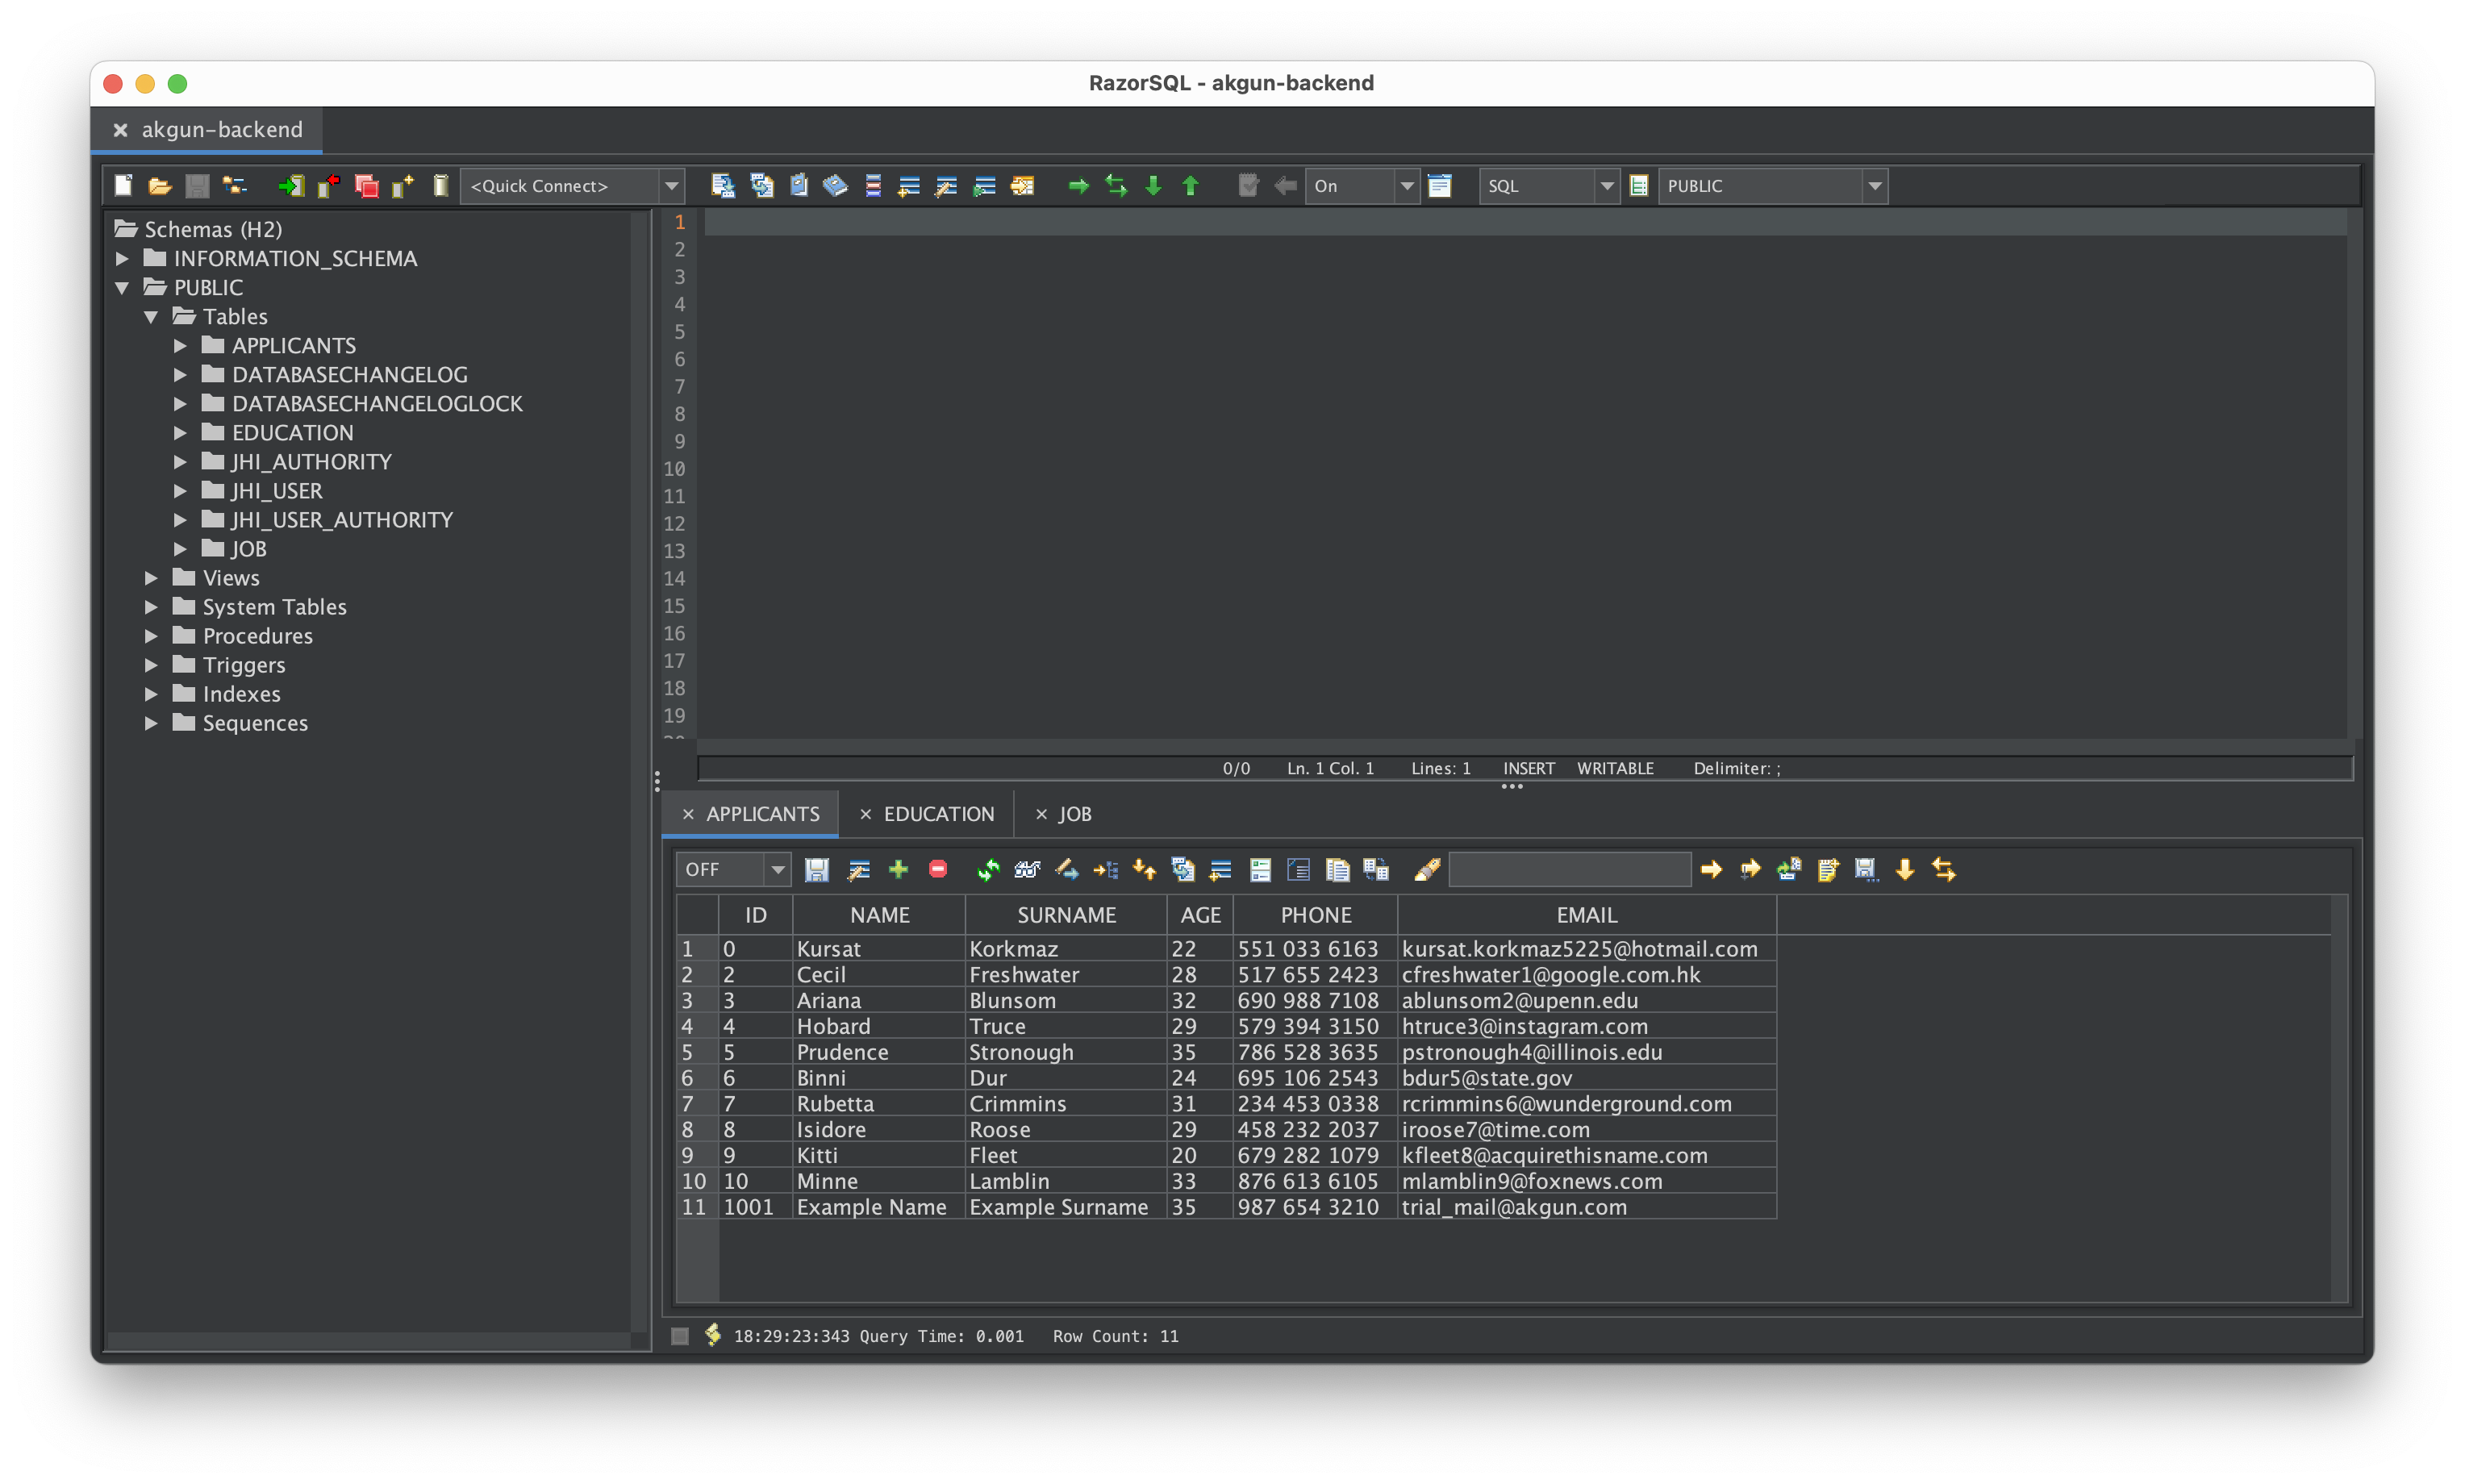 RazorSQL - akgun-backend
akgun-backend
<Quick Connect>
On
SQL
PUBLIC
Schemas (H2)
INFORMATION_SCHEMA
PUBLIC
Tables
APPLICANTS
DATABASECHANGELOG
DATABASECHANGELOGLOCK
EDUCATION
JHI_AUTHORITY
JHI_USER
JHI_USER_AUTHORITY
JOB
Views
System Tables
Procedures
Triggers
Indexes
Sequences
1
2
3
4
5
6
7
8
9
10
11
12
13
14
15
16
17
18
19
0/0 Ln. 1 Col. 1 Lines: 1 INSERT WRITABLE Delimiter: ;
APPLICANTS EDUCATION JOB
OFF
ID NAME SURNAME AGE PHONE EMAIL
1 0 Kursat Korkmaz 22 551 033 6163 kursat.korkmaz5225@hotmail.com
2 2 Cecil Freshwater 28 517 655 2423 cfreshwater1@google.com.hk
3 3 Ariana Blunsom 32 690 988 7108 ablunsom2@upenn.edu
4 4 Hobard Truce 29 579 394 3150 htruce3@instagram.com
5 5 Prudence Stronough 35 786 528 3635 pstronough4@illinois.edu
6 6 Binni Dur 24 695 106 2543 bdur5@state.gov
7 7 Rubetta Crimmins 31 234 453 0338 rcrimmins6@wunderground.com
8 8 Isidore Roose 29 458 232 2037 iroose7@time.com
9 9 Kitti Fleet 20 679 282 1079 kfleet8@acquirethisname.com
10 10 Minne Lamblin 33 876 613 6105 mlamblin9@foxnews.com
11 1001 Example Name Example Surname 35 987 654 3210 trial_mail@akgun.com
18:29:23:343 Query Time: 0.001 Row Count: 11